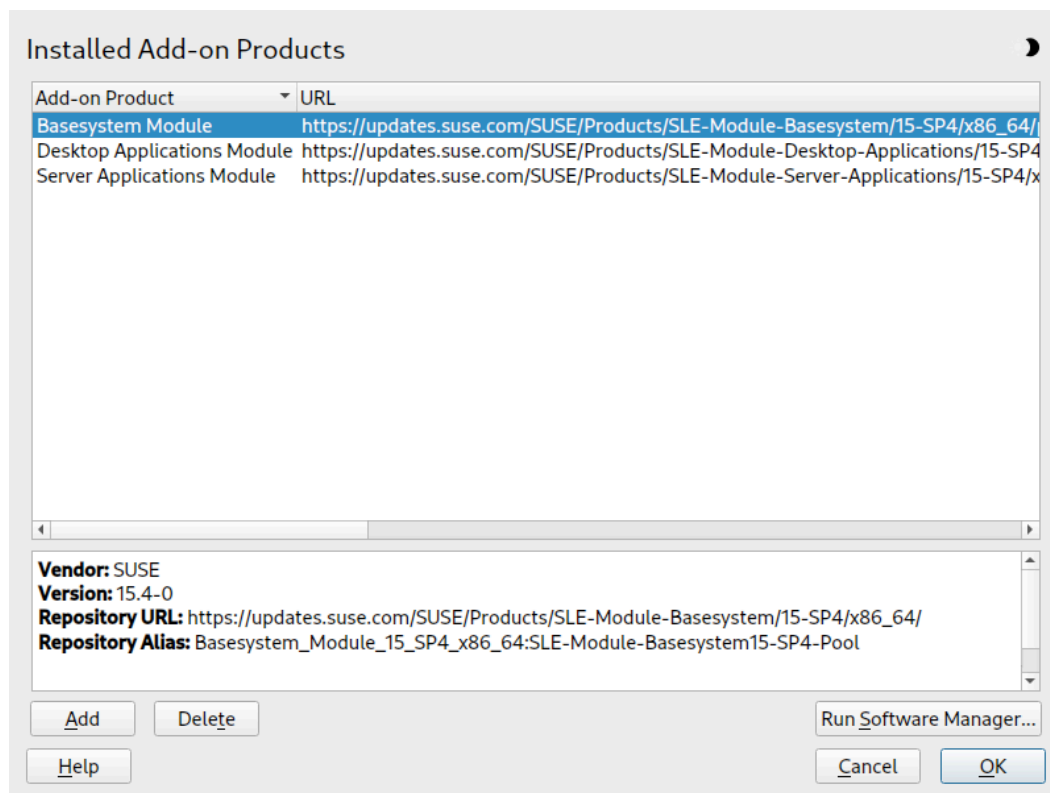 Installed Add-on Products
Add-on Product URL
Basesystem Module https://updates.suse.com/SUSE/Products/SLE-Module-Basesystem/15-SP4/x86_64/
Desktop Applications Module https://updates.suse.com/SUSE/Products/SLE-Module-Desktop-Applications/15-SP4
Server Applications Module https://updates.suse.com/SUSE/Products/SLE-Module-Server-Applications/15-SP4/x
Vendor: SUSE
Version: 15.4-0
Repository URL: https://updates.suse.com/SUSE/Products/SLE-Module-Basesystem/15-SP4/x86_64/
Repository Alias: Basesystem_Module_15_SP4_x86_64:SLE-Module-Basesystem15-SP4-Pool
Add Delete Run Software Manager...
Help Cancel OK